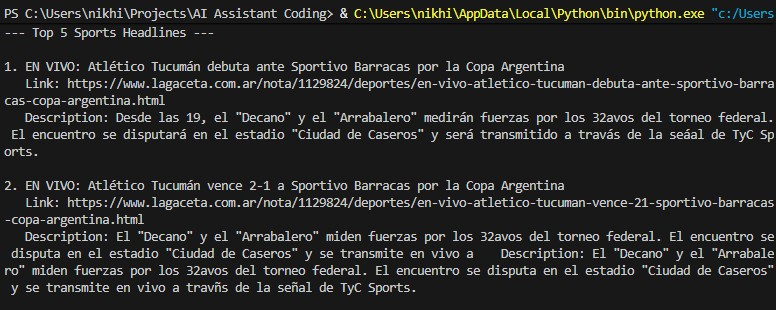 PS C:\Users\nikhi\Projects\AI Assistant Coding> & C:\Users\nikhi\AppData\Local\Python\bin\python.exe "c:/Users
--- Top 5 Sports Headlines ---
1. EN VIVO: Atlético Tucumán debuta ante Sportivo Barracas por la Copa Argentina
Link: https://www.lagaceta.com.ar/nota/1129824/deportes/en-vivo-atletico-tucuman-debuta-ante-sportivo-barra
cas-copa-argentina.html
Description: Desde las 19, el "Decano" y el "Arrabalero" medirán fuerzas por los 32avos del torneo federal.
El encuentro se disputará en el estadio "Ciudad de Caseros" y será transmitido a través de la seáal de TyC Sp
orts.
2. EN VIVO: Atlético Tucumán vence 2-1 a Sportivo Barracas por la Copa Argentina
Link: https://www.lagaceta.com.ar/nota/1129824/deportes/en-vivo-atletico-tucuman-vence-21-sportivo-barracas
-copa-argentina.html
Description: El "Decano" y el "Arrabalero" miden fuerzas por los 32avos del torneo federal. El encuentro se
disputa en el estadio "Ciudad de Caseros" y se transmite en vivo a    Description: El "Decano" y el "Arrabale
ro" miden fuerzas por los 32avos del torneo federal. El encuentro se disputa en el estadio "Ciudad de Caseros"
y se transmite en vivo a travñs de la señal de TyC Sports.